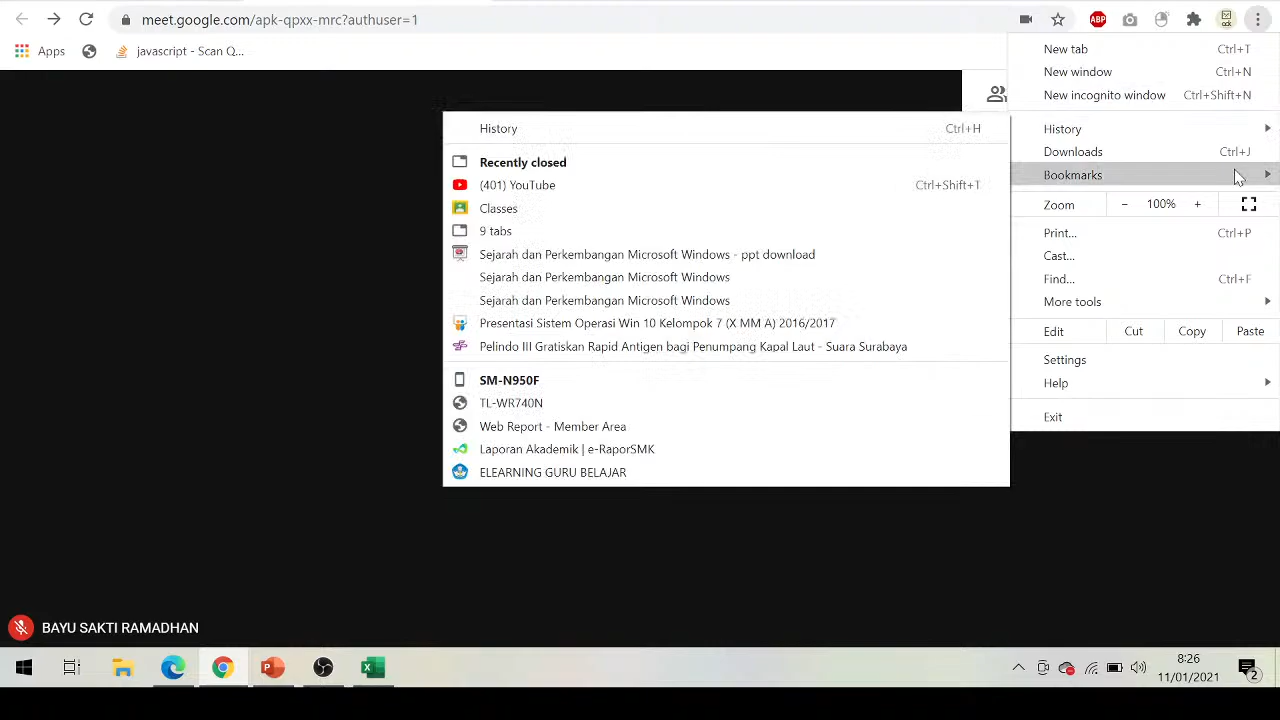 meet.google.com/apk-qpxx-mrc?authuser=1
ABP
Apps
javascript - Scan Q...
New tab Ctrl+T
New window Ctrl+N
New incognito window Ctrl+Shift+N
History
Downloads Ctrl+J
Bookmarks
Zoom - 100% +
Print... Ctrl+P
Cast...
Find... Ctrl+F
More tools
Edit Cut Copy Paste
Settings
Help
Exit
History Ctrl+H
Recently closed
(401) YouTube Ctrl+Shift+T
Classes
9 tabs
Sejarah dan Perkembangan Microsoft Windows - ppt download
Sejarah dan Perkembangan Microsoft Windows
Sejarah dan Perkembangan Microsoft Windows
Presentasi Sistem Operasi Win 10 Kelompok 7 (X MM A) 2016/2017
Pelindo III Gratiskan Rapid Antigen bagi Penumpang Kapal Laut - Suara Surabaya
SM-N950F
TL-WR740N
Web Report - Member Area
Laporan Akademik | e-RaporSMK
ELEARNING GURU BELAJAR
BAYU SAKTI RAMADHAN
8:26
11/01/2021
2